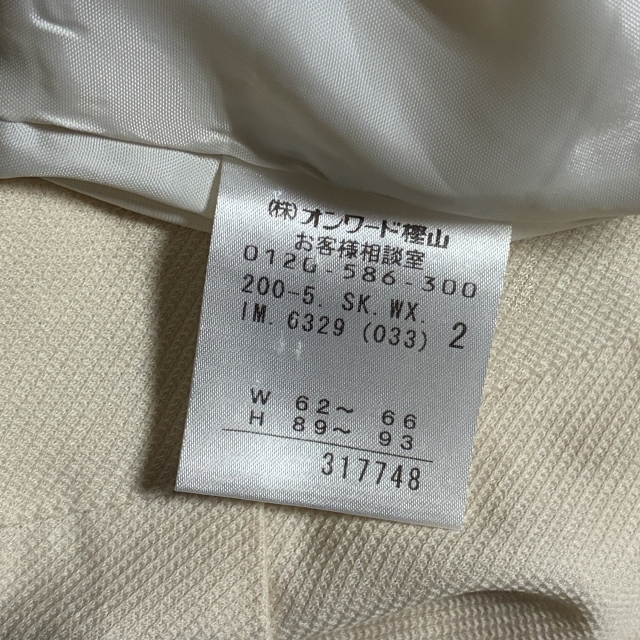 (株)オンワード樫山
お客様相談室
0120-586-300
200-5. SK. WX.
IM. 6329 (033) 2
W 62〜 66
H 89〜 93
317748